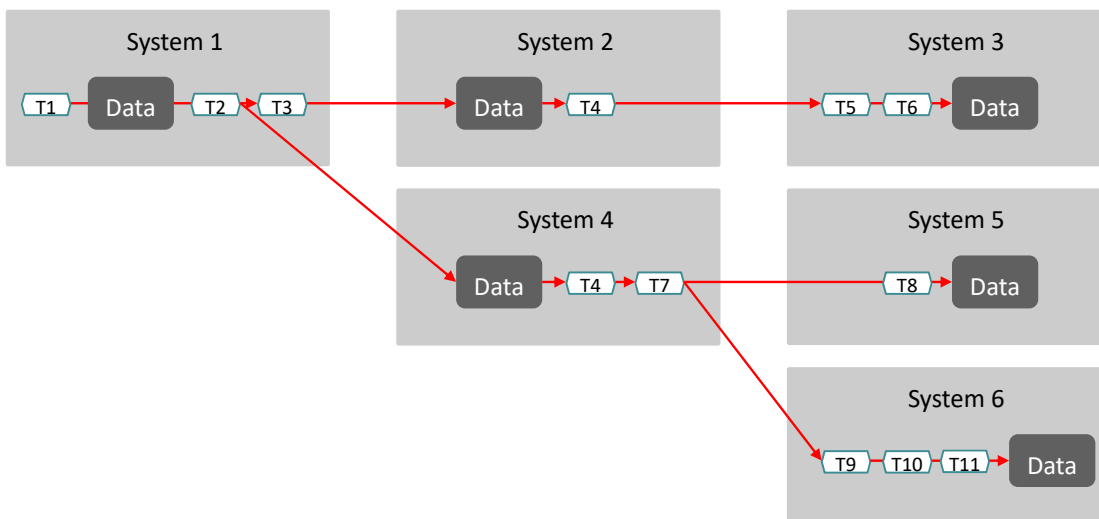 System 1
T1
Data
T2
T3
System 2
Data
T4
System 3
T5
T6
Data
System 4
Data
T4
T7
System 5
T8
Data
System 6
T9
T10
T11
Data